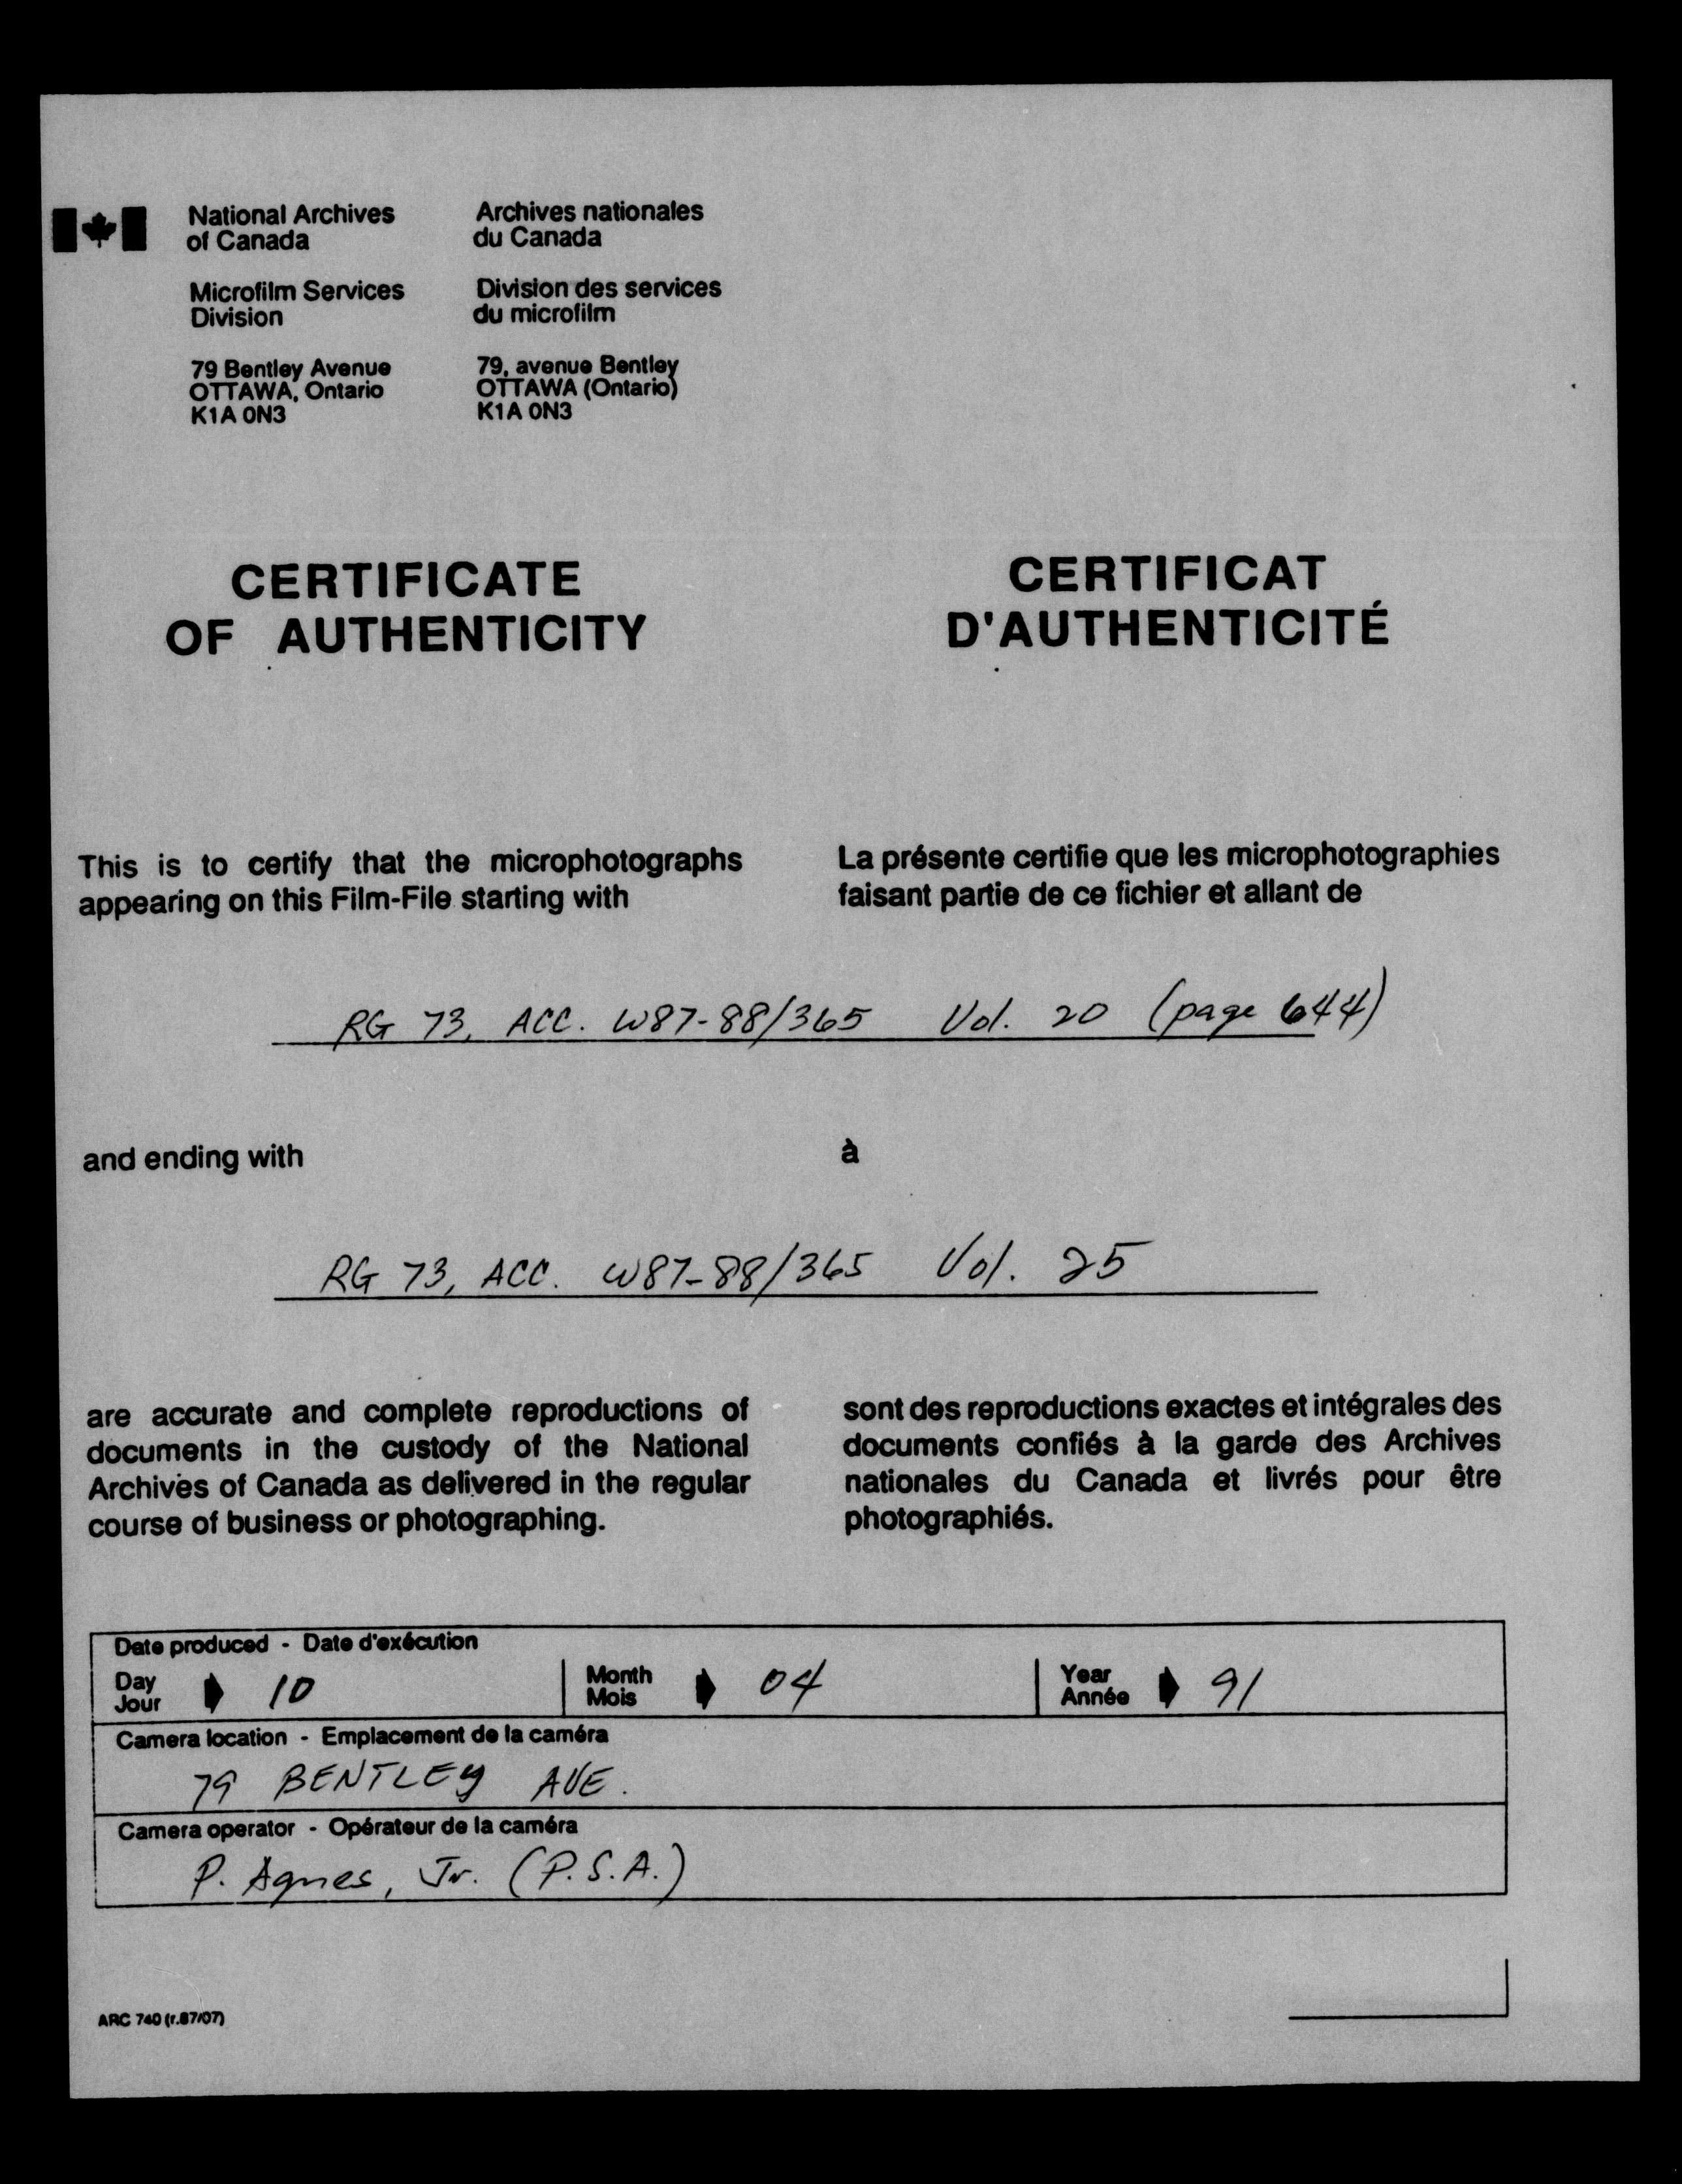 National Archives
of Canada
Archives nationales
du Canada
Microfilm Services
Division
Division des services
du microfilm
79 Bentley Avenue
OTTAWA, Ontario
K1A 0N3
79, avenue Bentley
OTTAWA (Ontario)
K1A 0N3
CERTIFICATE
OF AUTHENTICITY
CERTIFICAT
D'AUTHENTICITÉ
This is to certify that the microphotographs
appearing on this Film-File starting with
La présente certifie que les microphotographies
faisant partie de ce fichier et allant de
RG 73, ACC. W87-88/365 Vol. 20 (page 644)
and ending with
à
RG 73, ACC. W87-88/365 Vol. 25
are accurate and complete reproductions of
documents in the custody of the National
Archives of Canada as delivered in the regular
course of business or photographing.
sont des reproductions exactes et intégrales des
documents confiés à la garde des Archives
nationales du Canada et livrés pour être
photographiés.
Date produced - Date d'exécution
Day
Jour
10
Month
Mois
04
Year
Année
91
Camera location - Emplacement de la caméra
79 BENTLEY AVE.
Camera operator - Opérateur de la caméra
P. Agnes, Jr. (P.S.A.)
ARC 740 (r.87/07)